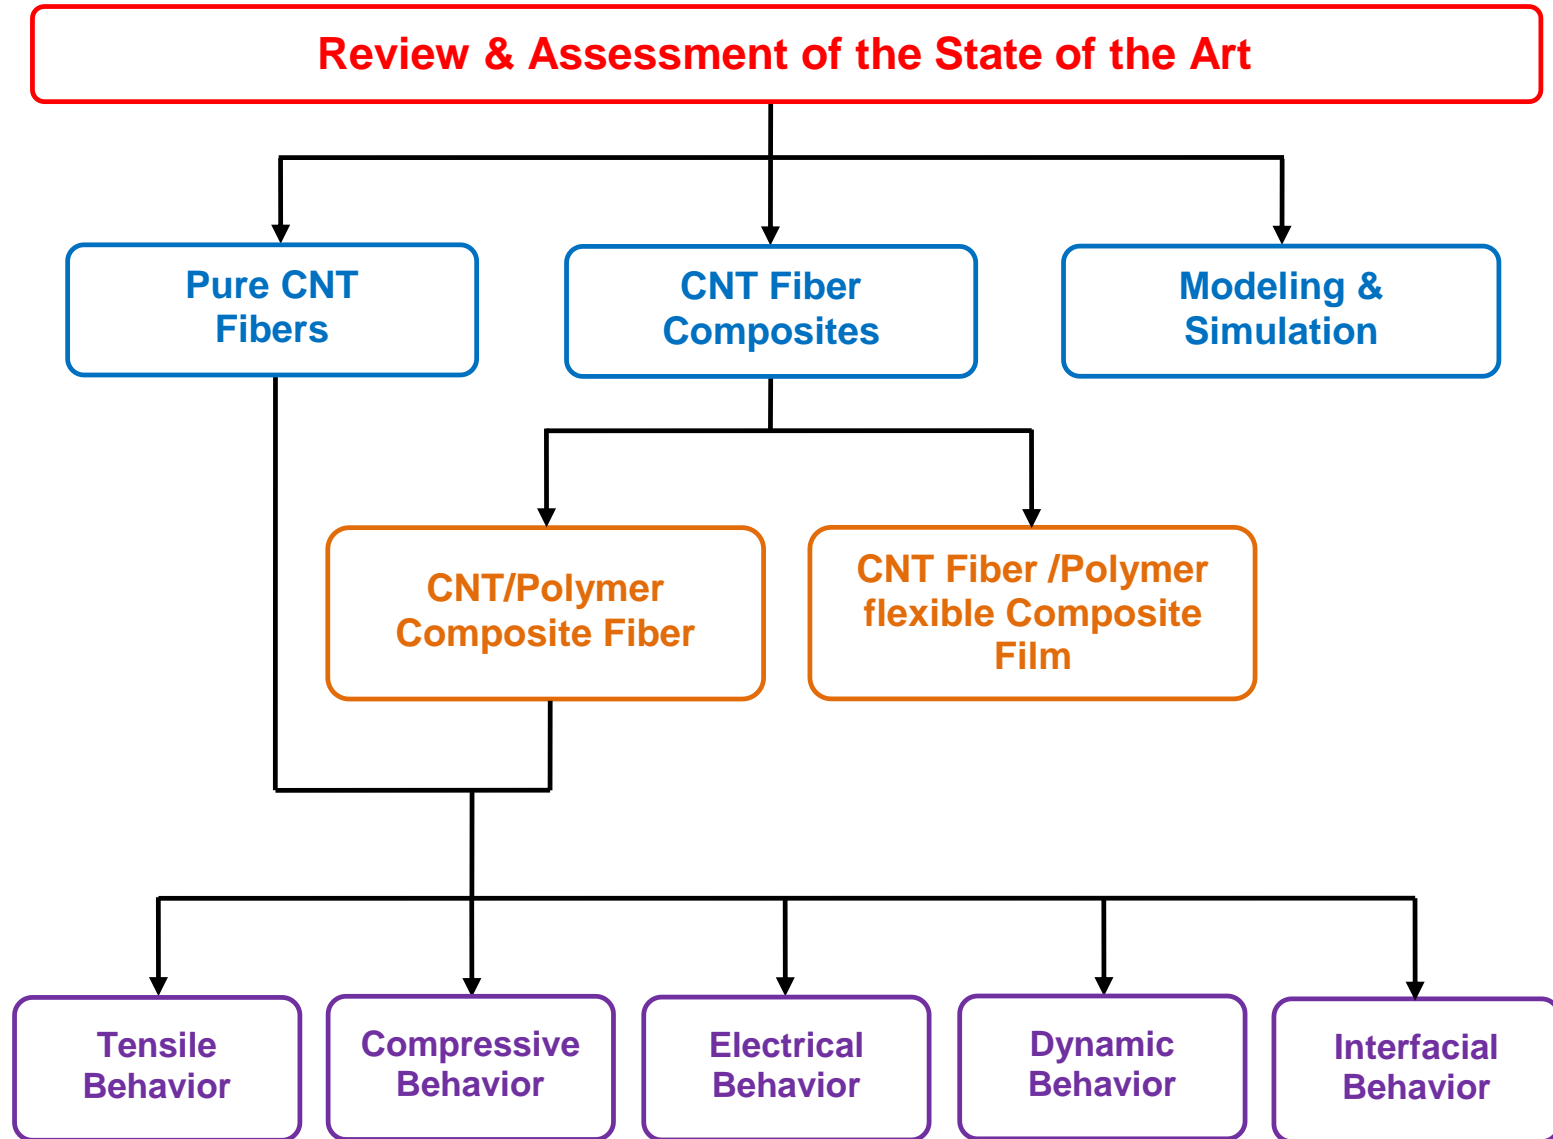 Review & Assessment of the State of the Art
Pure CNT
Fibers
CNT Fiber
Composites
Modeling &
Simulation
CNT/Polymer
Composite Fiber
CNT Fiber /Polymer
flexible Composite
Film
Tensile
Behavior
Compressive
Behavior
Electrical
Behavior
Dynamic
Behavior
Interfacial
Behavior